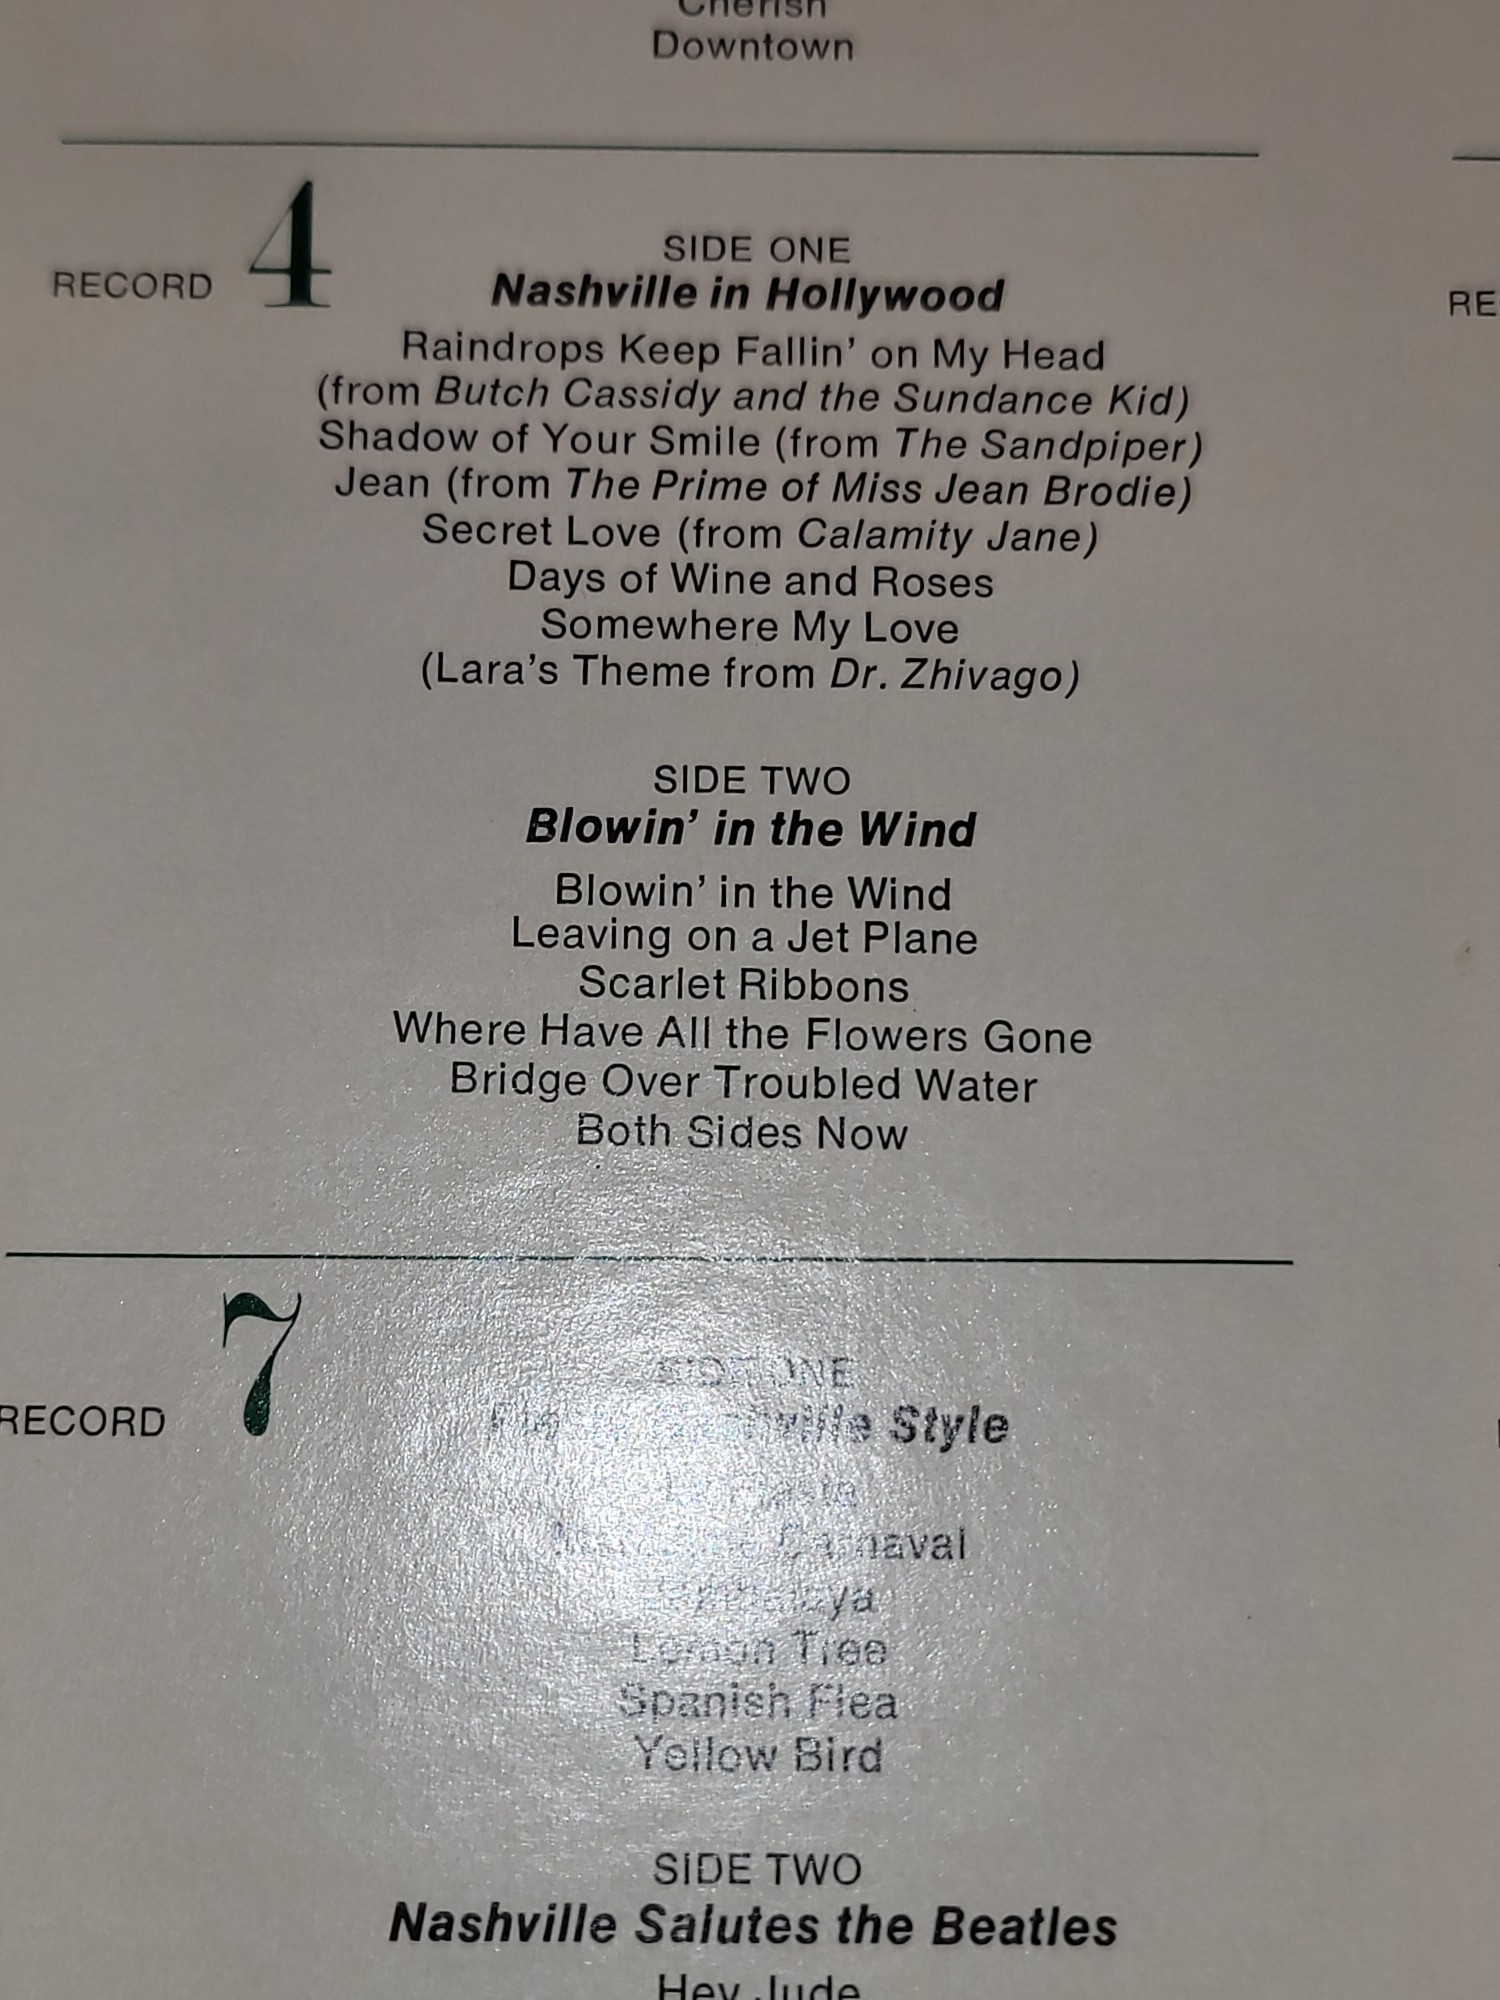 Cherish
Downtown
RECORD 4
SIDE ONE
Nashville in Hollywood
Raindrops Keep Fallin' on My Head
(from Butch Cassidy and the Sundance Kid)
Shadow of Your Smile (from The Sandpiper)
Jean (from The Prime of Miss Jean Brodie)
Secret Love (from Calamity Jane)
Days of Wine and Roses
Somewhere My Love
(Lara's Theme from Dr. Zhivago)
SIDE TWO
Blowin' in the Wind
Blowin' in the Wind
Leaving on a Jet Plane
Scarlet Ribbons
Where Have All the Flowers Gone
Bridge Over Troubled Water
Both Sides Now
RECORD 7
SIDE ONE
Nashville Style
Carnaval
Lemon Tree
Spanish Flea
Yellow Bird
SIDE TWO
Nashville Salutes the Beatles
Hey Jude
RE